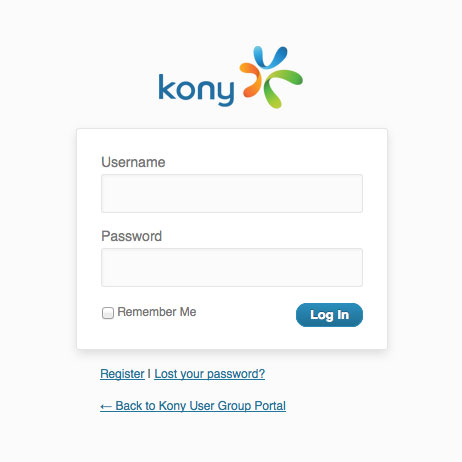 kony
Username
Password
Remember Me
Log In
Register | Lost your password?
← Back to Kony User Group Portal